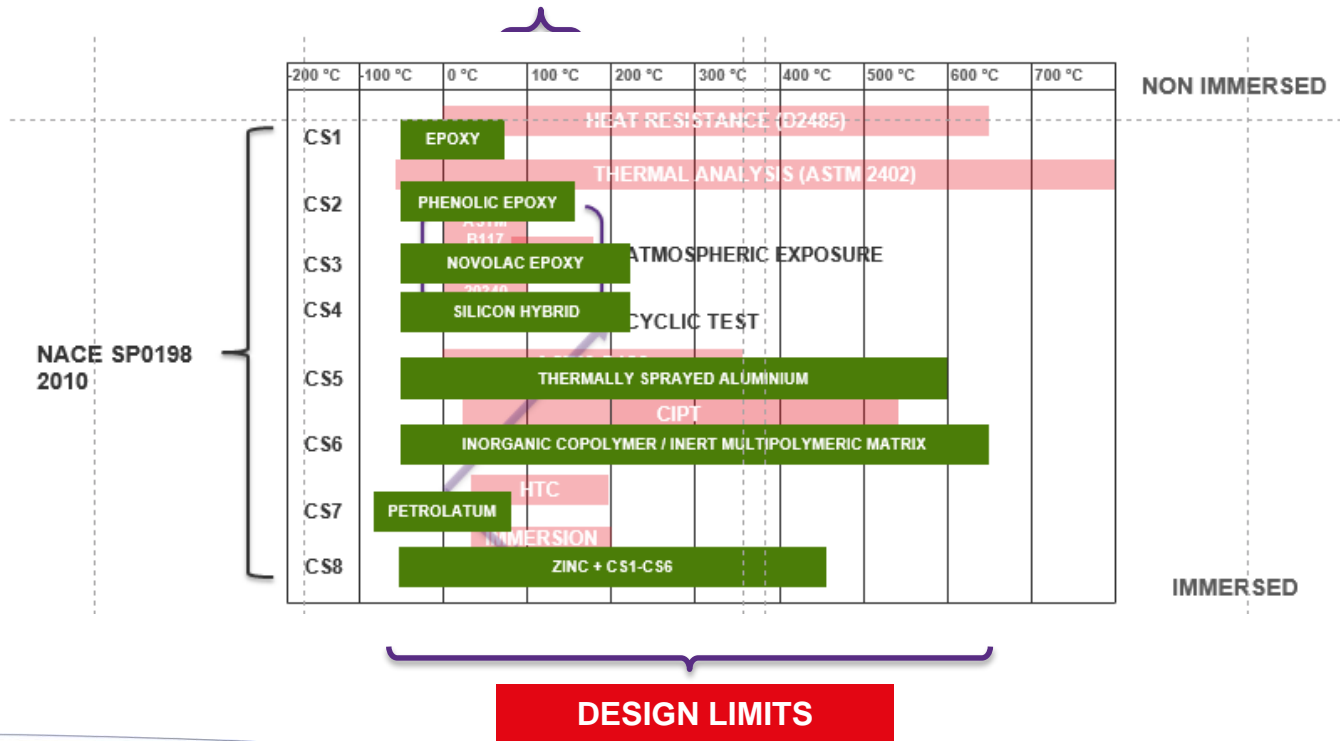 -200 °C -100 °C 0 °C 100 °C 200 °C 300 °C 400 °C 500 °C 600 °C 700 °C
NON IMMERSED
HEAT RESISTANCE (D2485)
CS1 EPOXY
THERMAL ANALYSIS (ASTM 2402)
CS2 PHENOLIC EPOXY
ASTM
B117
ATMOSPHERIC EXPOSURE
CS3 NOVOLAC EPOXY
CS4 SILICON HYBRID
CYCLIC TEST
NACE SP0198
2010
CS5 THERMALLY SPRAYED ALUMINIUM
CIPT
CS6 INORGANIC COPOLYMER / INERT MULTIPOLYMERIC MATRIX
HTC
CS7 PETROLATUM
IMMERSION
CS8 ZINC + CS1-CS6
IMMERSED
DESIGN LIMITS